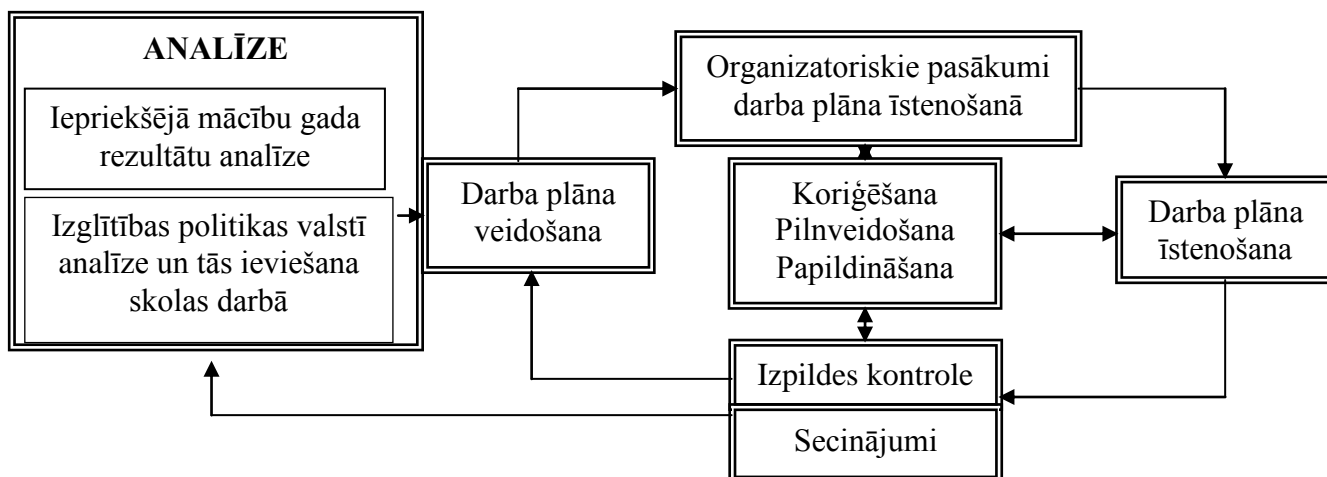 ANALĪZE
Iepriekšējā mācību gada
rezultātu analīze
Izglītības politikas valstī
analīze un tās ieviešana
skolas darbā
Darba plāna
veidošana
Organizatoriskie pasākumi
darba plāna īstenošanā
Koriģēšana
Pilnveidošana
Papildināšana
Darba plāna
īstenošana
Izpildes kontrole
Secinājumi